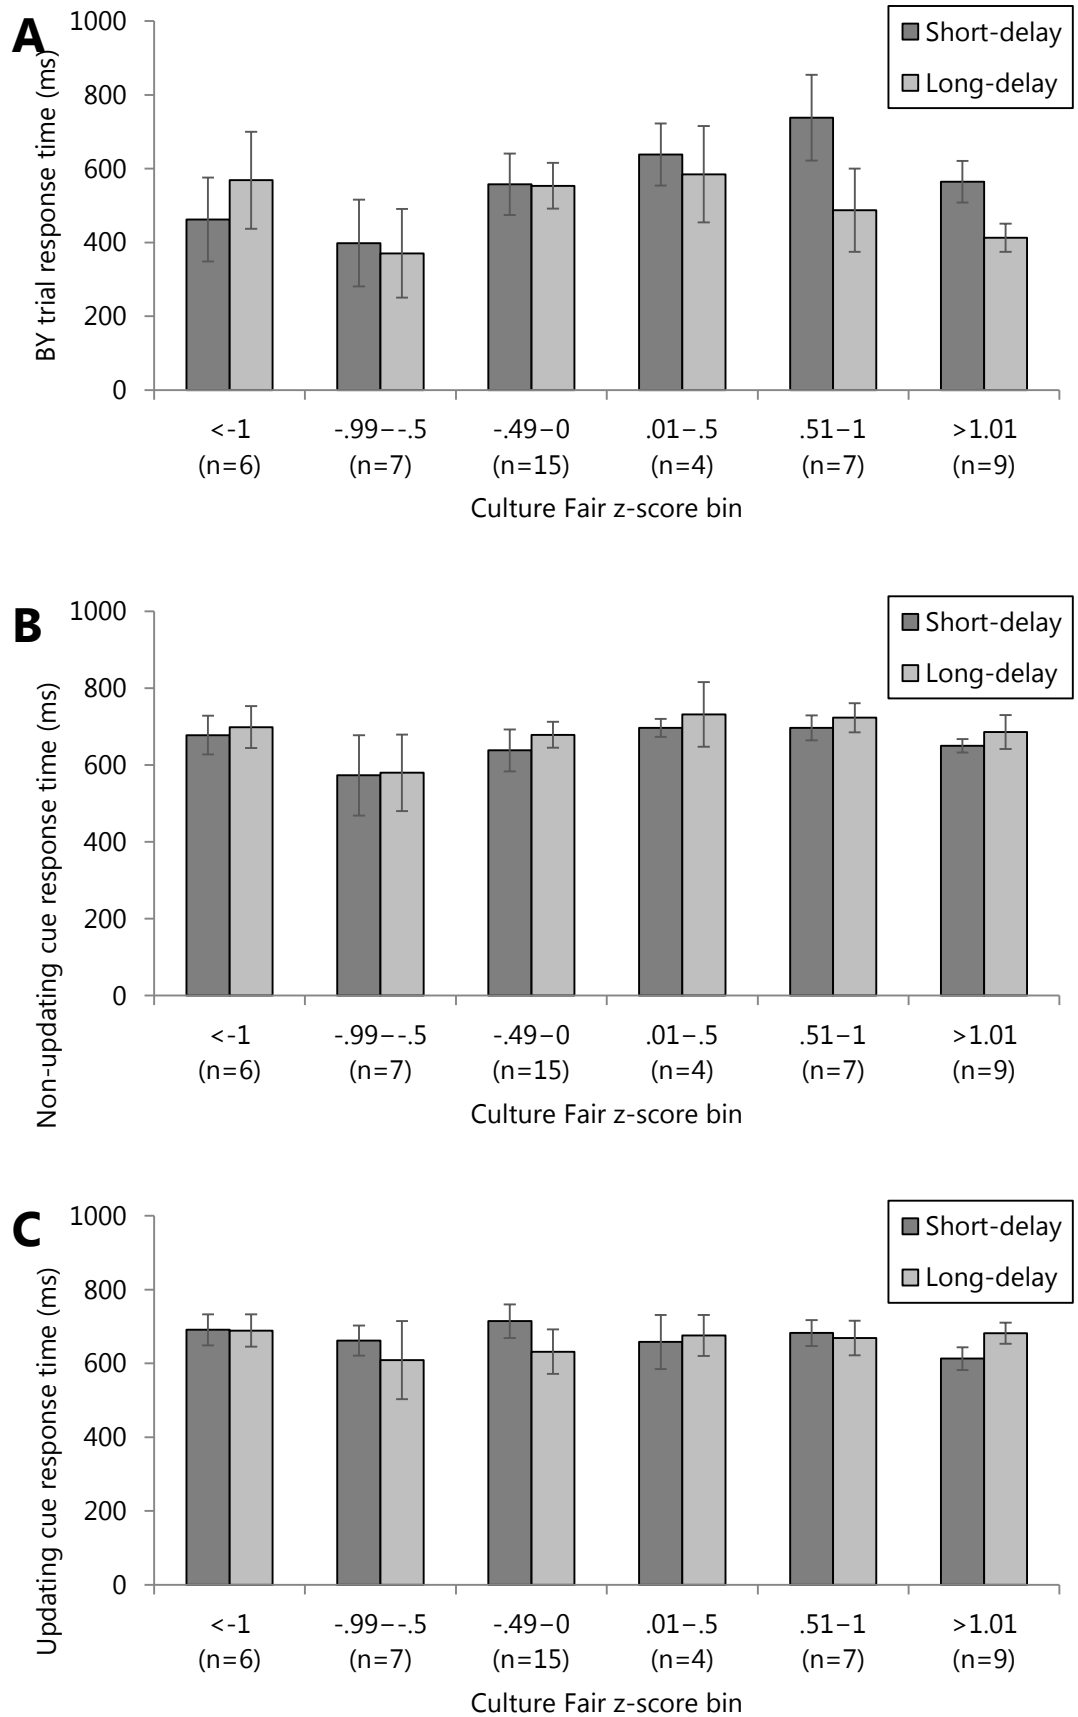 A
BY trial response time (ms)
1000
800
600
400
200
0
Short-delay
Long-delay
<-1 -.99–-.5 -.49–0 .01–.5 .51–1 >1.01
(n=6) (n=7) (n=15) (n=4) (n=7) (n=9)
Culture Fair z-score bin
B
Non-updating cue response time (ms)
1000
800
600
400
200
0
Short-delay
Long-delay
<-1 -.99–-.5 -.49–0 .01–.5 .51–1 >1.01
(n=6) (n=7) (n=15) (n=4) (n=7) (n=9)
Culture Fair z-score bin
C
Updating cue response time (ms)
1000
800
600
400
200
0
Short-delay
Long-delay
<-1 -.99–-.5 -.49–0 .01–.5 .51–1 >1.01
(n=6) (n=7) (n=15) (n=4) (n=7) (n=9)
Culture Fair z-score bin